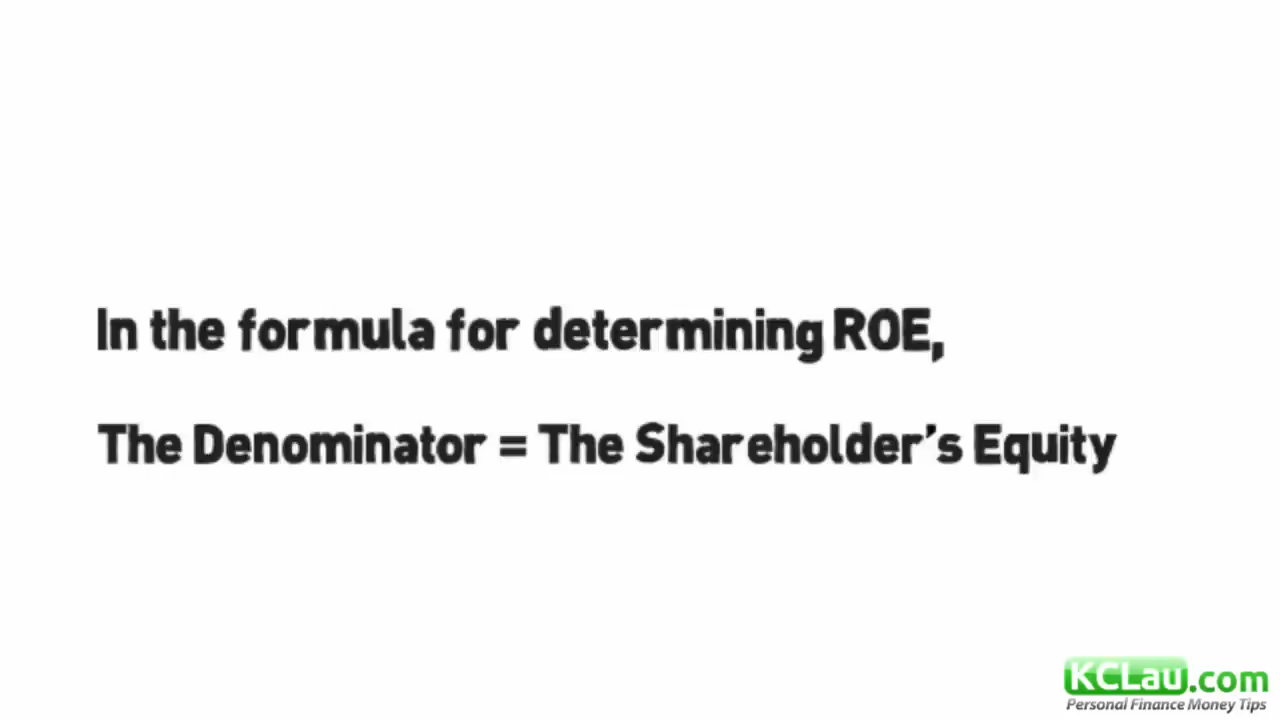 In the formula for determining ROE,
The Denominator = The Shareholder's Equity
KCLau.com
Personal Finance Money Tips